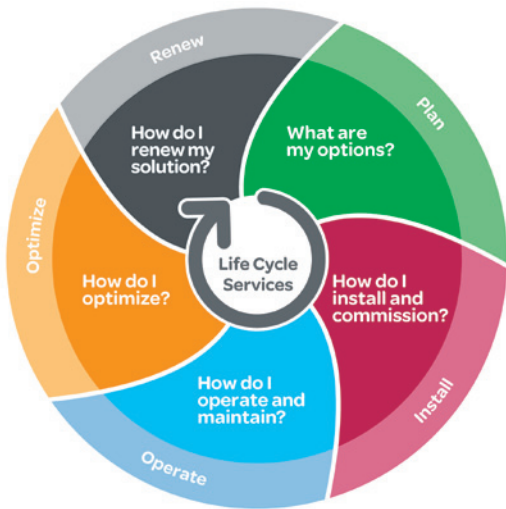 Renew
How do I
renew my
solution?
Plan
What are
my options?
Install
How do I
install and
commission?
Operate
How do I
operate and
maintain?
Optimize
How do I
optimize?
Life Cycle
Services